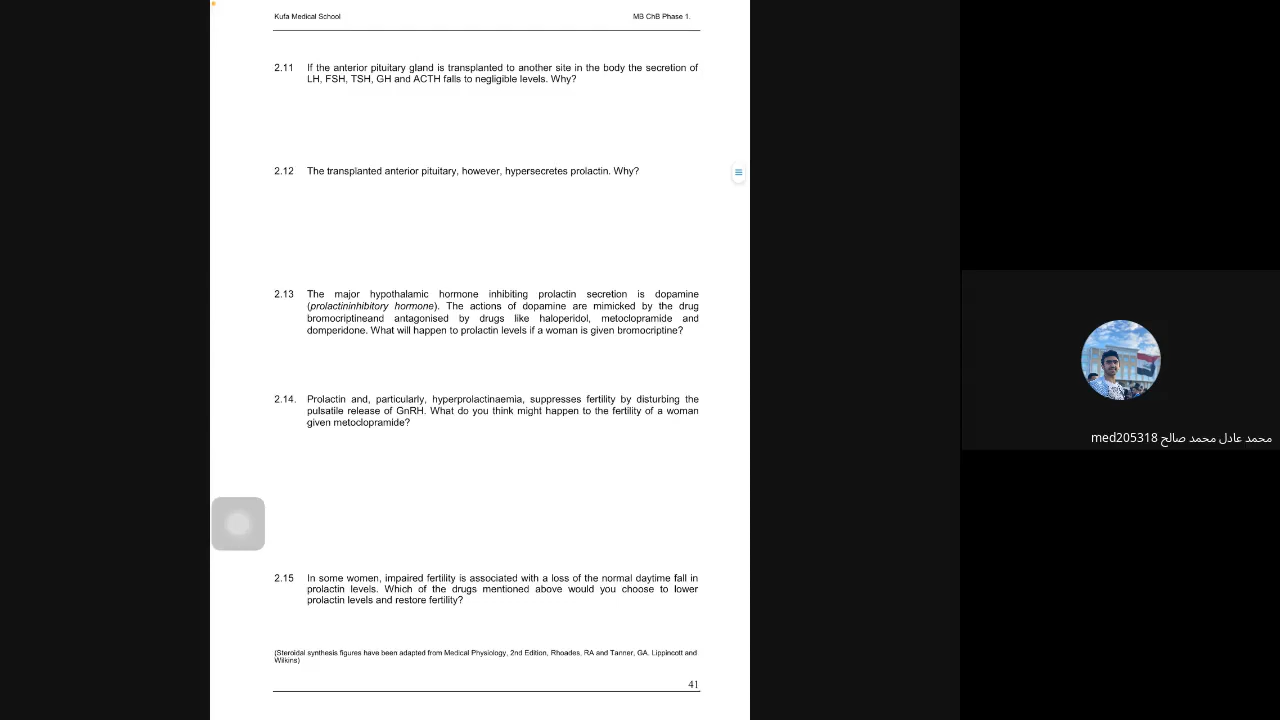 Kufa Medical School
MB ChB Phase 1.
2.11 If the anterior pituitary gland is transplanted to another site in the body the secretion of
LH, FSH, TSH, GH and ACTH falls to negligible levels. Why?
2.12 The transplanted anterior pituitary, however, hypersecretes prolactin. Why?
2.13 The major hypothalamic hormone inhibiting prolactin secretion is dopamine
(prolactininhibitory hormone). The actions of dopamine are mimicked by the drug
bromocriptineand antagonised by drugs like haloperidol, metoclopramide and
domperidone. What will happen to prolactin levels if a woman is given bromocriptine?
2.14. Prolactin and, particularly, hyperprolactinaemia, suppresses fertility by disturbing the
pulsatile release of GnRH. What do you think might happen to the fertility of a woman
given metoclopramide?
2.15 In some women, impaired fertility is associated with a loss of the normal daytime fall in
prolactin levels. Which of the drugs mentioned above would you choose to lower
prolactin levels and restore fertility?
(Steroidal synthesis figures have been adapted from Medical Physiology, 2nd Edition, Rhoades, RA and Tanner, GA. Lippincott and
Wilkins)
41
محمد عادل محمد صالح med205318